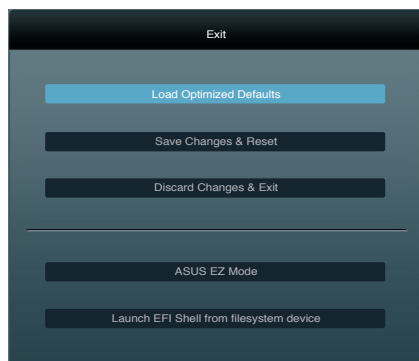 Exit
Load Optimized Defaults
Save Changes & Reset
Discard Changes & Exit
ASUS EZ Mode
Launch EFI Shell from filesystem device